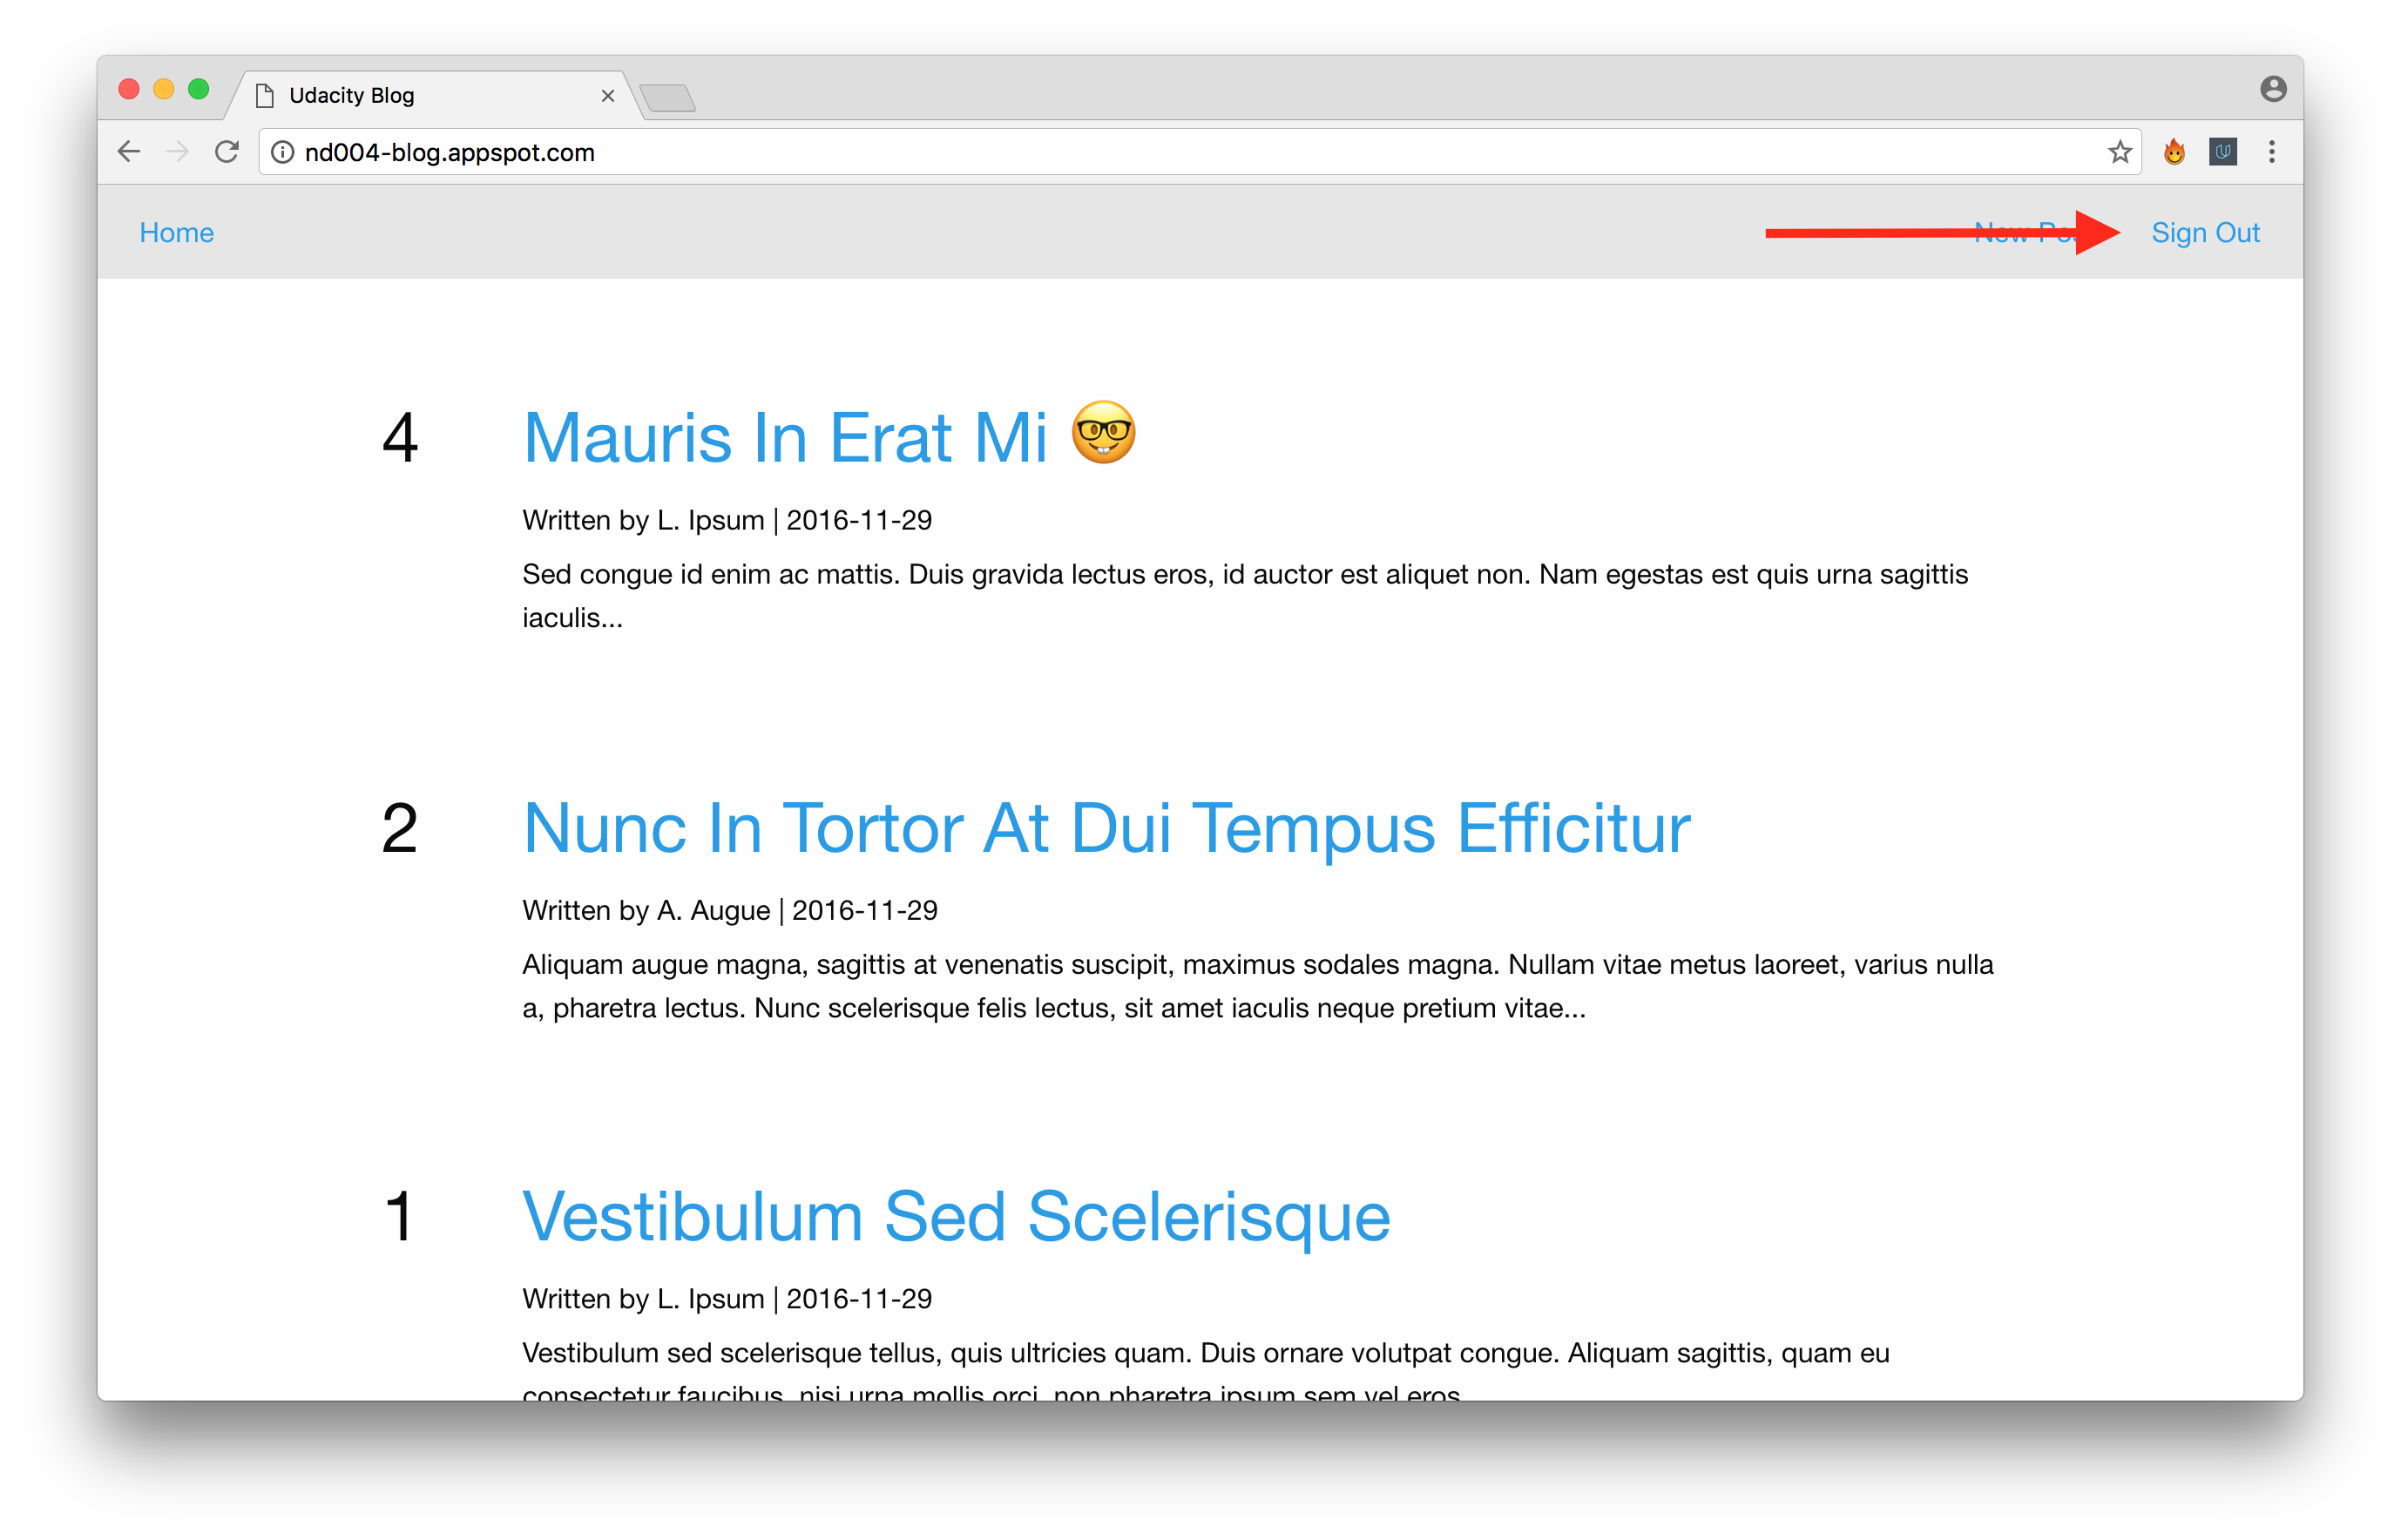 Udacity Blog
nd004-blog.appspot.com
Home New Sign Out
4 Mauris In Erat Mi 🤓
Written by L. Ipsum | 2016-11-29
Sed congue id enim ac mattis. Duis gravida lectus eros, id auctor est aliquet non. Nam egestas est quis urna sagittis
iaculis...
2 Nunc In Tortor At Dui Tempus Efficitur
Written by A. Augue | 2016-11-29
Aliquam augue magna, sagittis at venenatis suscipit, maximus sodales magna. Nullam vitae metus laoreet, varius nulla
a, pharetra lectus. Nunc scelerisque felis lectus, sit amet iaculis neque pretium vitae...
1 Vestibulum Sed Scelerisque
Written by L. Ipsum | 2016-11-29
Vestibulum sed scelerisque tellus, quis ultricies quam. Duis ornare volutpat congue. Aliquam sagittis, quam eu
consectetur faucibus, nisi urna mollis orci, non pharetra ipsum sem vel eros